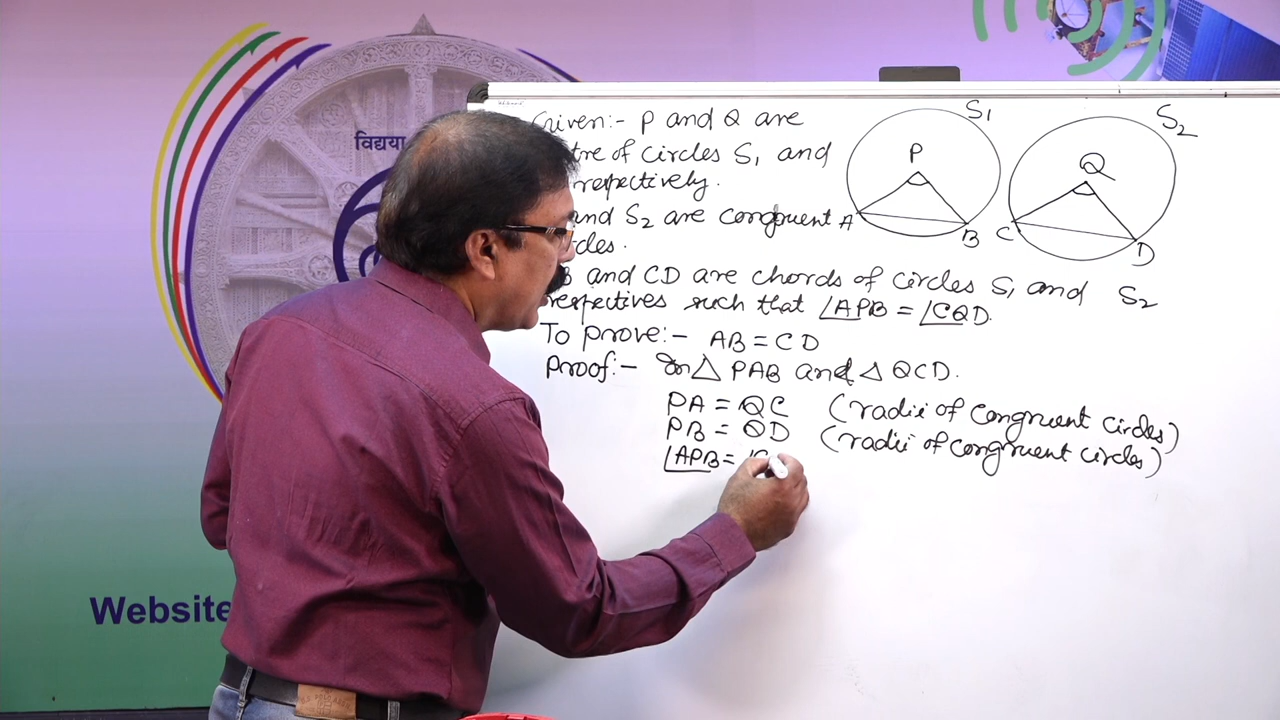 विद्यया
Website
Given:- P and Q are
tre of circles S₁ and
respectively.
and S₂ are congruent
cles.
B and CD are chords of circles S₁ and S₂
respectives such that ∠APB = ∠CQD.
To prove:- AB = CD
Proof:- In △ PAB and △ QCD.
PA = QC (radii of congruent circles)
PB = QD (radii of congruent circles)
∠APB = ∠C
S₁
P
A
B
S₂
Q
C
D